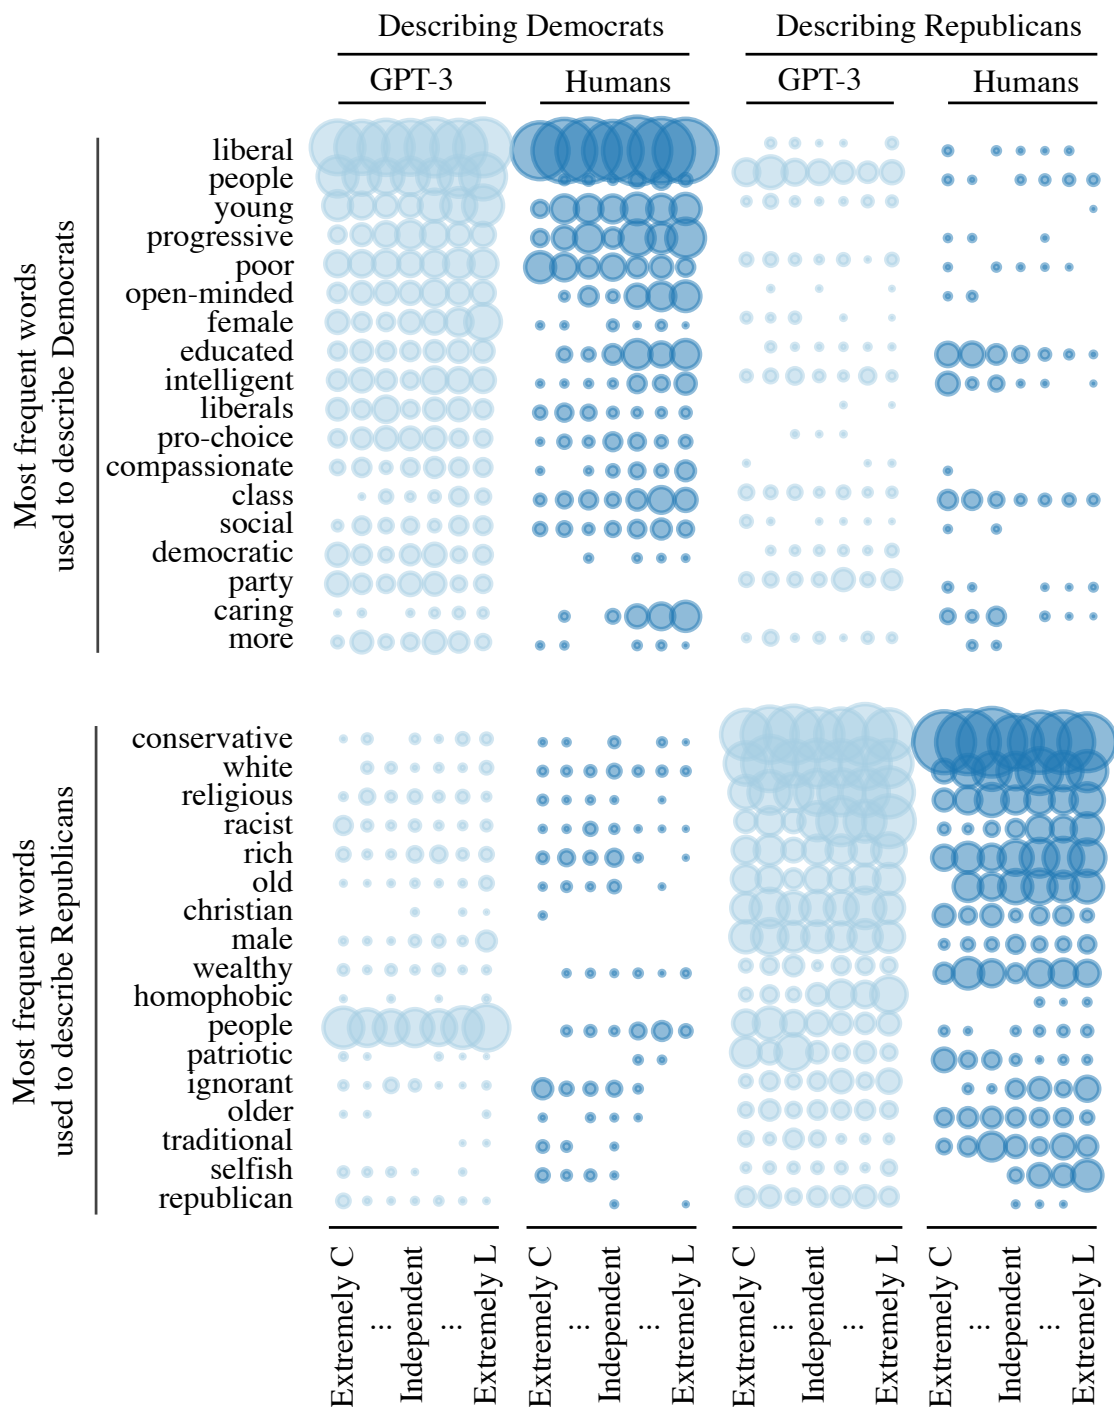 Describing Democrats
Describing Republicans
GPT-3
Humans
GPT-3
Humans
Most frequent words
used to describe Democrats
liberal
people
young
progressive
poor
open-minded
female
educated
intelligent
liberals
pro-choice
compassionate
class
social
democratic
party
caring
more
Most frequent words
used to describe Republicans
conservative
white
religious
racist
rich
old
christian
male
wealthy
homophobic
people
patriotic
ignorant
older
traditional
selfish
republican
Extremely C
...
Independent
...
Extremely L
Extremely C
...
Independent
...
Extremely L
Extremely C
...
Independent
...
Extremely L
Extremely C
...
Independent
...
Extremely L